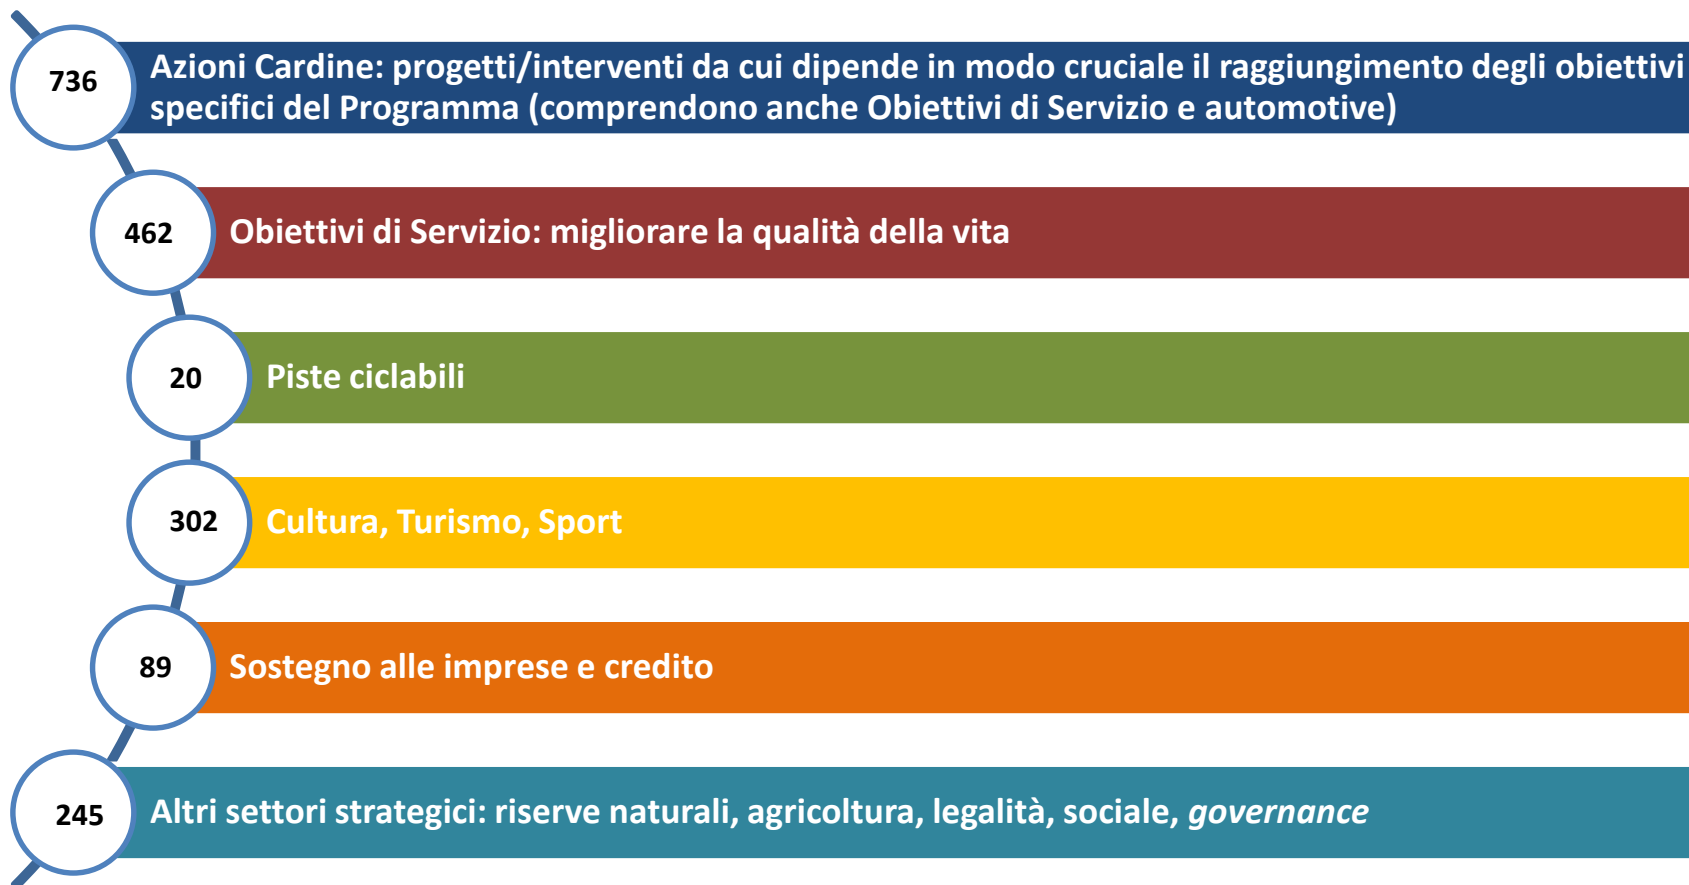 736
Azioni Cardine: progetti/interventi da cui dipende in modo cruciale il raggiungimento degli obiettivi
specifici del Programma (comprendono anche Obiettivi di Servizio e automotive)
462
Obiettivi di Servizio: migliorare la qualità della vita
20
Piste ciclabili
302
Cultura, Turismo, Sport
89
Sostegno alle imprese e credito
245
Altri settori strategici: riserve naturali, agricoltura, legalità, sociale, governance